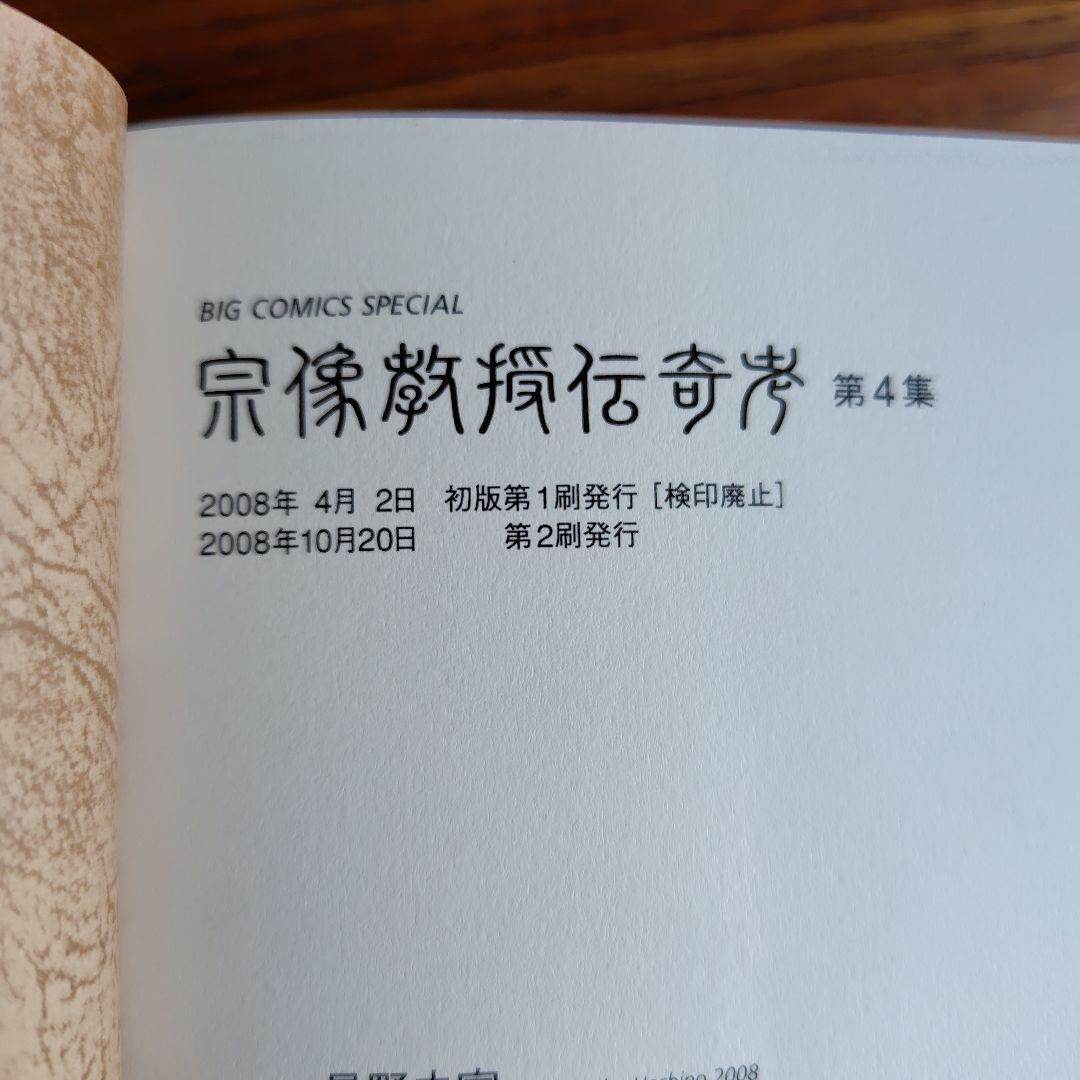 BIG COMICS SPECIAL
宗像教授伝奇考 第4集
2008年 4月 2日 初版第1刷発行 [検印廃止]
2008年10月20日 第2刷発行
2008